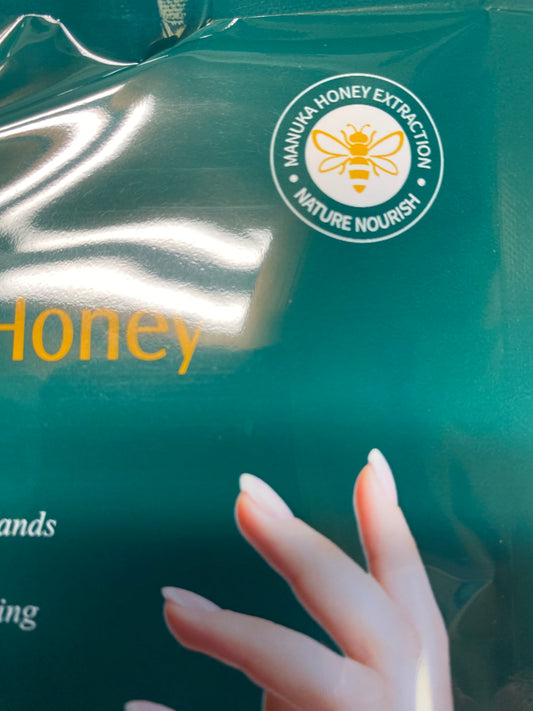 • MANUKA HONEY EXTRACTION •
NATURE NOURISH
Honey
ands
ing